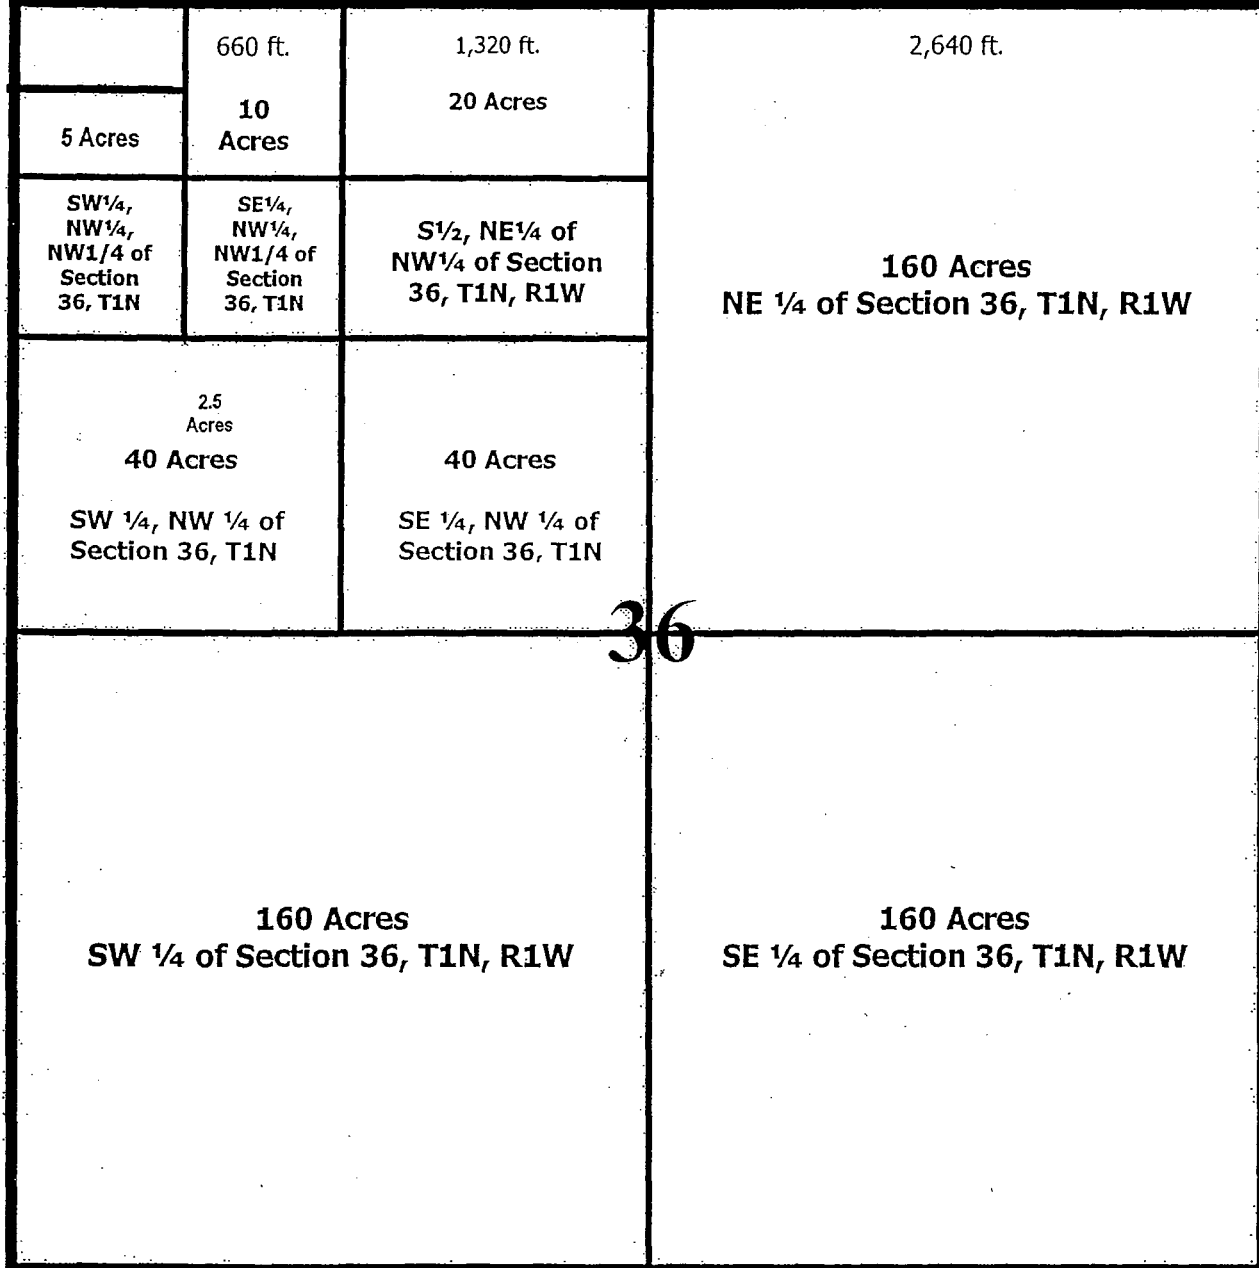 660 ft.
10
Acres
1,320 ft.
20 Acres
2,640 ft.
5 Acres
SW¼,
NW¼,
NW1/4 of
Section
36, T1N
SE¼,
NW¼,
NW1/4 of
Section
36, T1N
S½, NE¼ of
NW¼ of Section
36, T1N, R1W
160 Acres
NE ¼ of Section 36, T1N, R1W
2.5
Acres
40 Acres
SW ¼, NW ¼ of
Section 36, T1N
40 Acres
SE ¼, NW ¼ of
Section 36, T1N
36
160 Acres
SW ¼ of Section 36, T1N, R1W
160 Acres
SE ¼ of Section 36, T1N, R1W